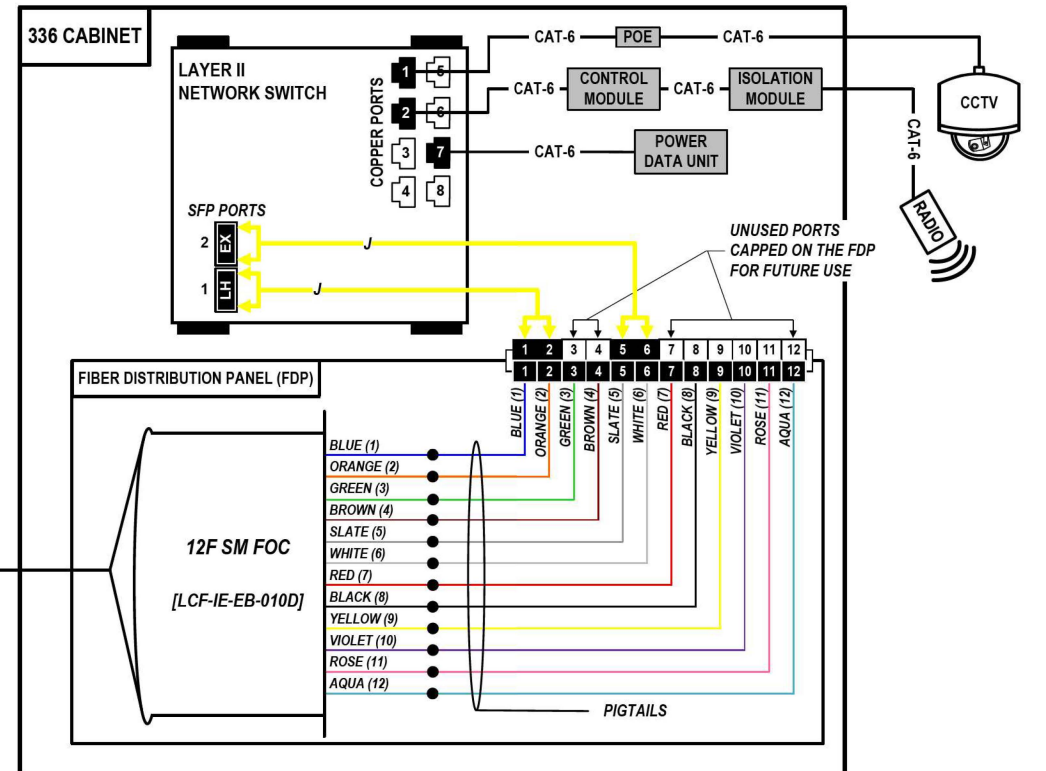 336 CABINET
LAYER II
NETWORK SWITCH
COPPER PORTS
1
5
2
6
3
7
4
8
CAT-6
POE
CAT-6
CAT-6
CONTROL
MODULE
CAT-6
ISOLATION
MODULE
CAT-6
POWER
DATA UNIT
CCTV
CAT-6
RADIO
SFP PORTS
2
EX
J
1
LH
J
UNUSED PORTS
CAPPED ON THE FDP
FOR FUTURE USE
1 2 3 4 5 6 7 8 9 10 11 12
1 2 3 4 5 6 7 8 9 10 11 12
FIBER DISTRIBUTION PANEL (FDP)
BLUE (1)
ORANGE (2)
GREEN (3)
BROWN (4)
SLATE (5)
WHITE (6)
RED (7)
BLACK (8)
YELLOW (9)
VIOLET (10)
ROSE (11)
AQUA (12)
12F SM FOC
[LCF-IE-EB-010D]
BLUE (1)
ORANGE (2)
GREEN (3)
BROWN (4)
SLATE (5)
WHITE (6)
RED (7)
BLACK (8)
YELLOW (9)
VIOLET (10)
ROSE (11)
AQUA (12)
PIGTAILS